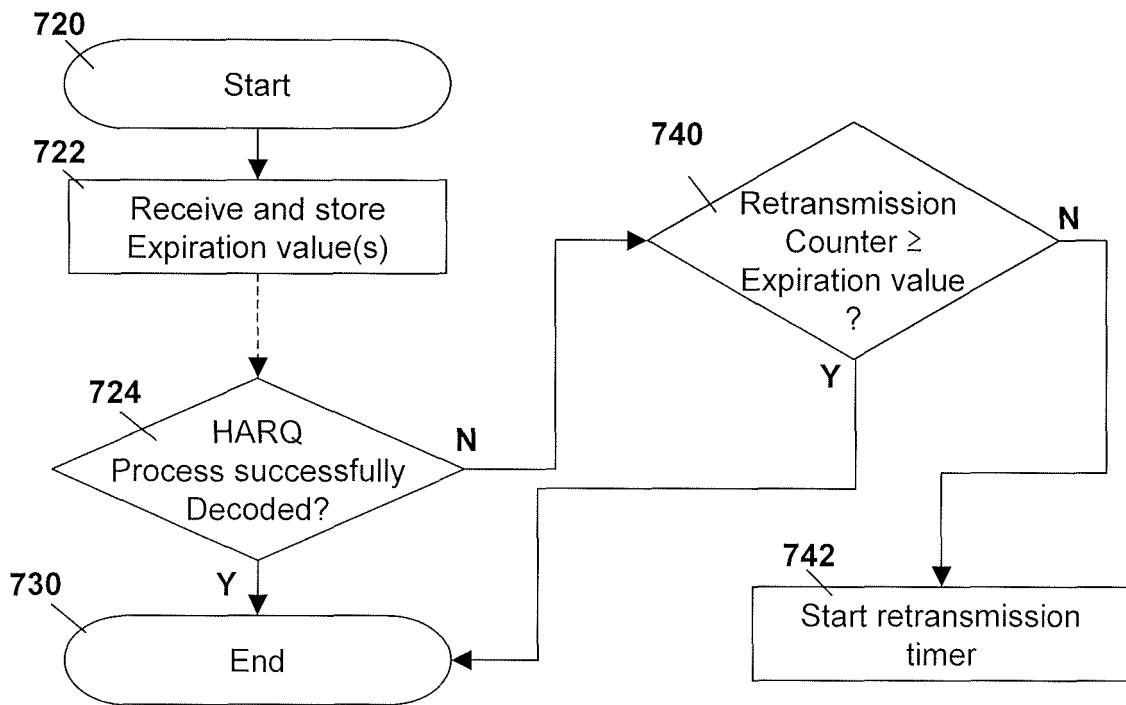 720
Start
722
Receive and store
Expiration value(s)
724
HARQ
Process successfully
Decoded?
N
Y
730
End
740
Retransmission
Counter ≥
Expiration value
?
N
Y
742
Start retransmission
timer